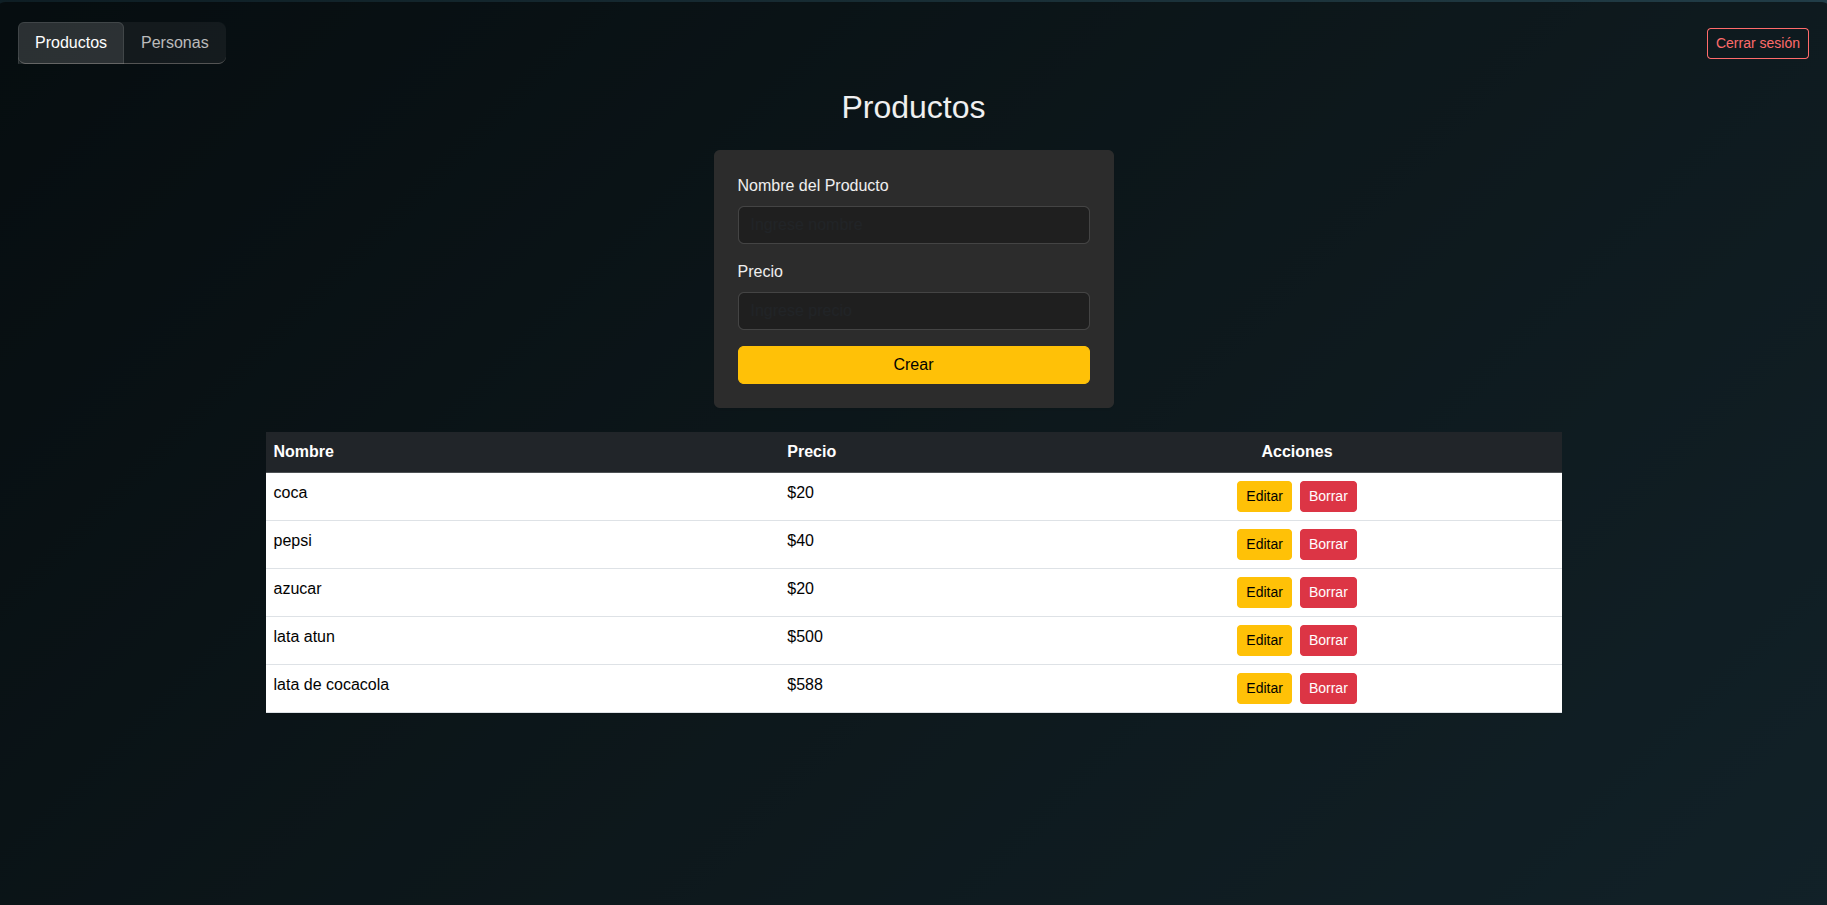 Productos Personas Cerrar sesión
Productos
Nombre del Producto
Ingrese nombre
Precio
Ingrese precio
Crear
Nombre Precio Acciones
coca $20 Editar Borrar
pepsi $40 Editar Borrar
azucar $20 Editar Borrar
lata atun $500 Editar Borrar
lata de cocacola $588 Editar Borrar